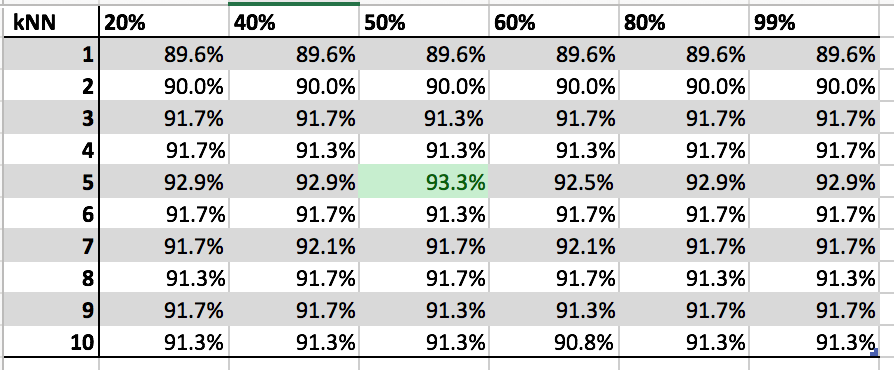 kNN 20% 40% 50% 60% 80% 99%
1 89.6% 89.6% 89.6% 89.6% 89.6% 89.6%
2 90.0% 90.0% 90.0% 90.0% 90.0% 90.0%
3 91.7% 91.7% 91.3% 91.7% 91.7% 91.7%
4 91.7% 91.3% 91.3% 91.3% 91.7% 91.7%
5 92.9% 92.9% 93.3% 92.5% 92.9% 92.9%
6 91.7% 91.7% 91.3% 91.7% 91.7% 91.7%
7 91.7% 92.1% 91.7% 92.1% 91.7% 91.7%
8 91.3% 91.7% 91.7% 91.7% 91.3% 91.3%
9 91.7% 91.7% 91.3% 91.3% 91.7% 91.7%
10 91.3% 91.3% 91.3% 90.8% 91.3% 91.3%